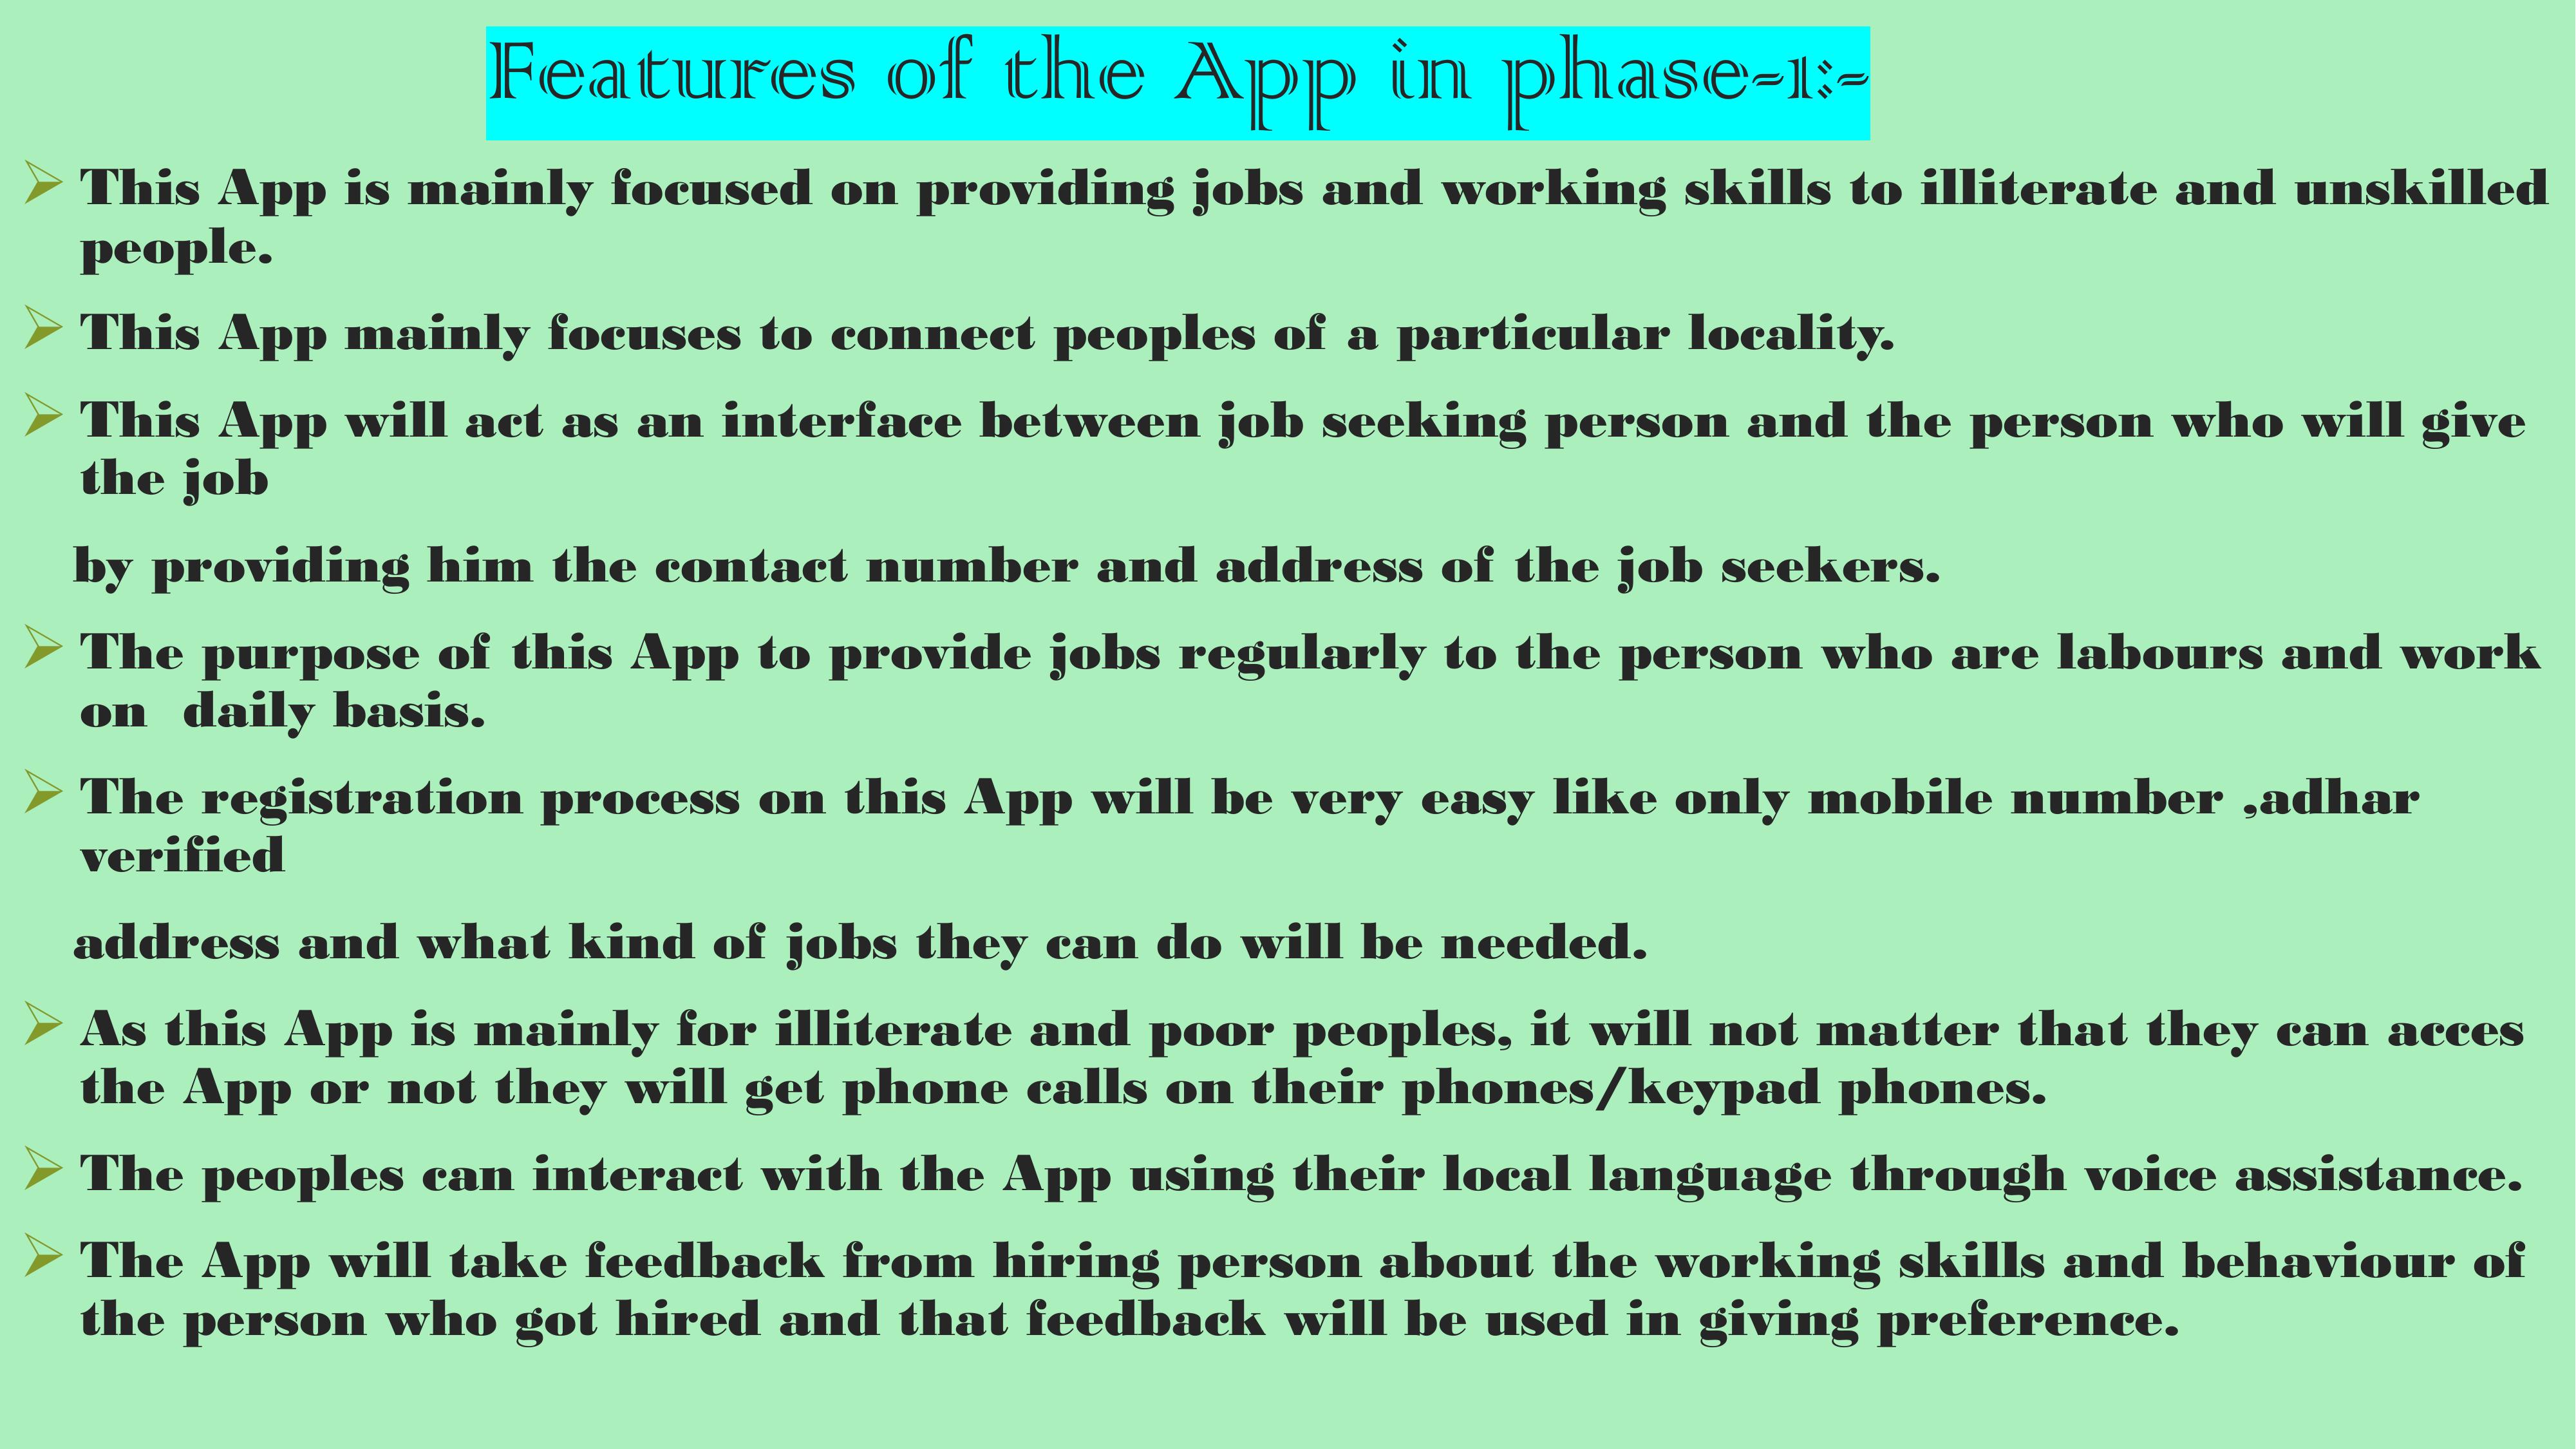 Features of the App in phase-1:-
This App is mainly focused on providing jobs and working skills to illiterate and unskilled
people.
This App mainly focuses to connect peoples of a particular locality.
This App will act as an interface between job seeking person and the person who will give
the job
by providing him the contact number and address of the job seekers.
The purpose of this App to provide jobs regularly to the person who are labours and work
on  daily basis.
The registration process on this App will be very easy like only mobile number ,adhar
verified
address and what kind of jobs they can do will be needed.
As this App is mainly for illiterate and poor peoples, it will not matter that they can acces
the App or not they will get phone calls on their phones/keypad phones.
The peoples can interact with the App using their local language through voice assistance.
The App will take feedback from hiring person about the working skills and behaviour of
the person who got hired and that feedback will be used in giving preference.